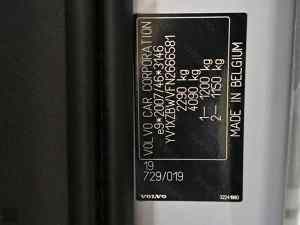 VOLVO CAR CORPORATION
e9*2007/46*3146
YV1XZBWVFN2666581
2290 kg
4090 kg
1– 1200 kg
2– 1150 kg
MADE IN BELGIUM
19
729/019
VOLVO